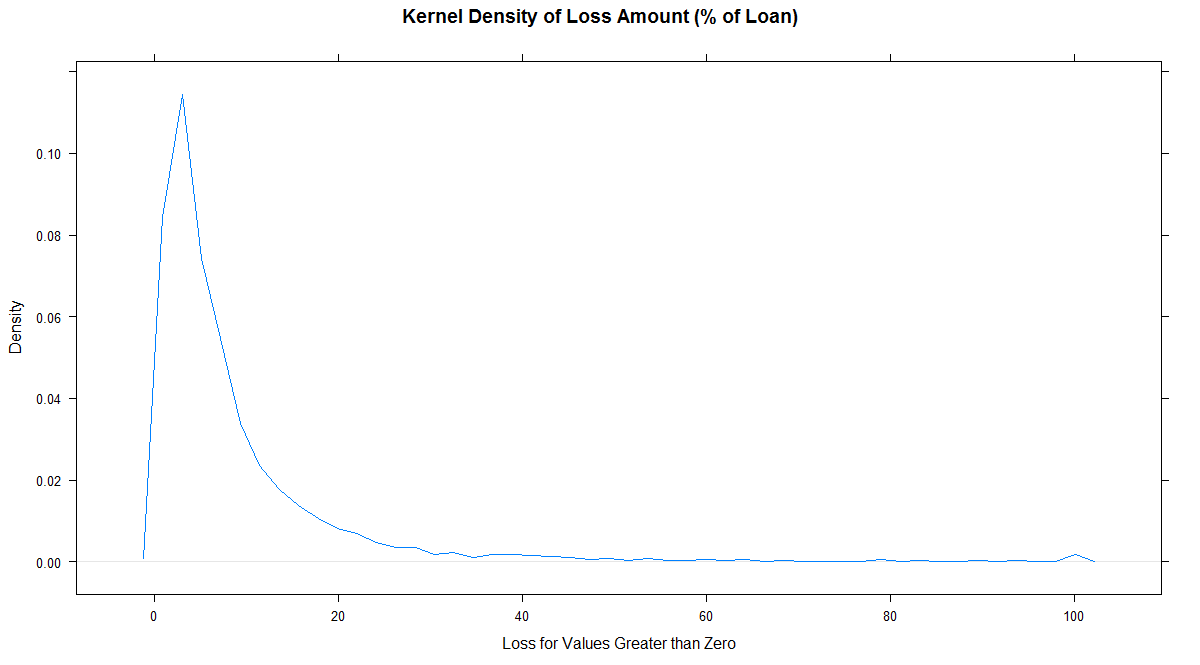 Kernel Density of Loss Amount (% of Loan)
0.10
0.08
0.06
0.04
0.02
0.00
Density
0 20 40 60 80 100
Loss for Values Greater than Zero